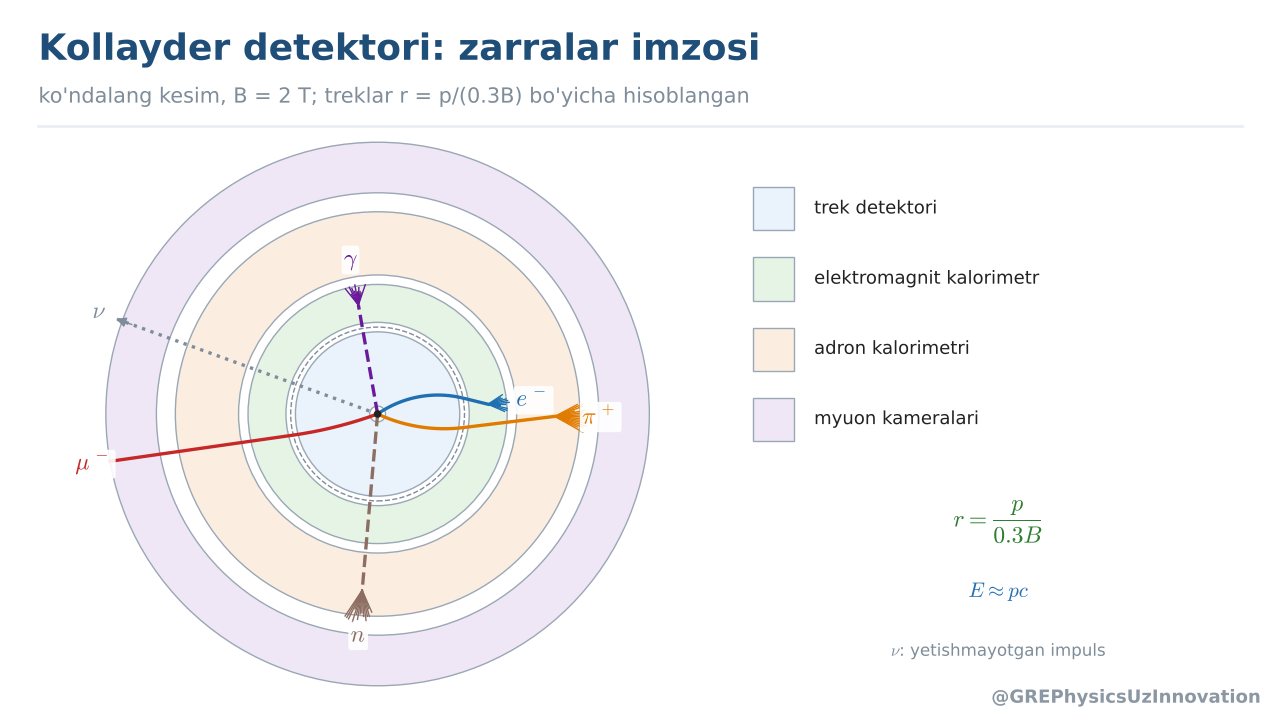 Kollayder detektori: zarralar imzosi
ko'ndalang kesim, B = 2 T; treklar r = p/(0.3B) bo'yicha hisoblangan
γ
ν
e⁻
π⁺
μ⁻
n
trek detektori
elektromagnit kalorimetr
adron kalorimetri
myuon kameralari
r = p/0.3B
E ≈ pc
ν: yetishmayotgan impuls
@GREPhysicsUzInnovation